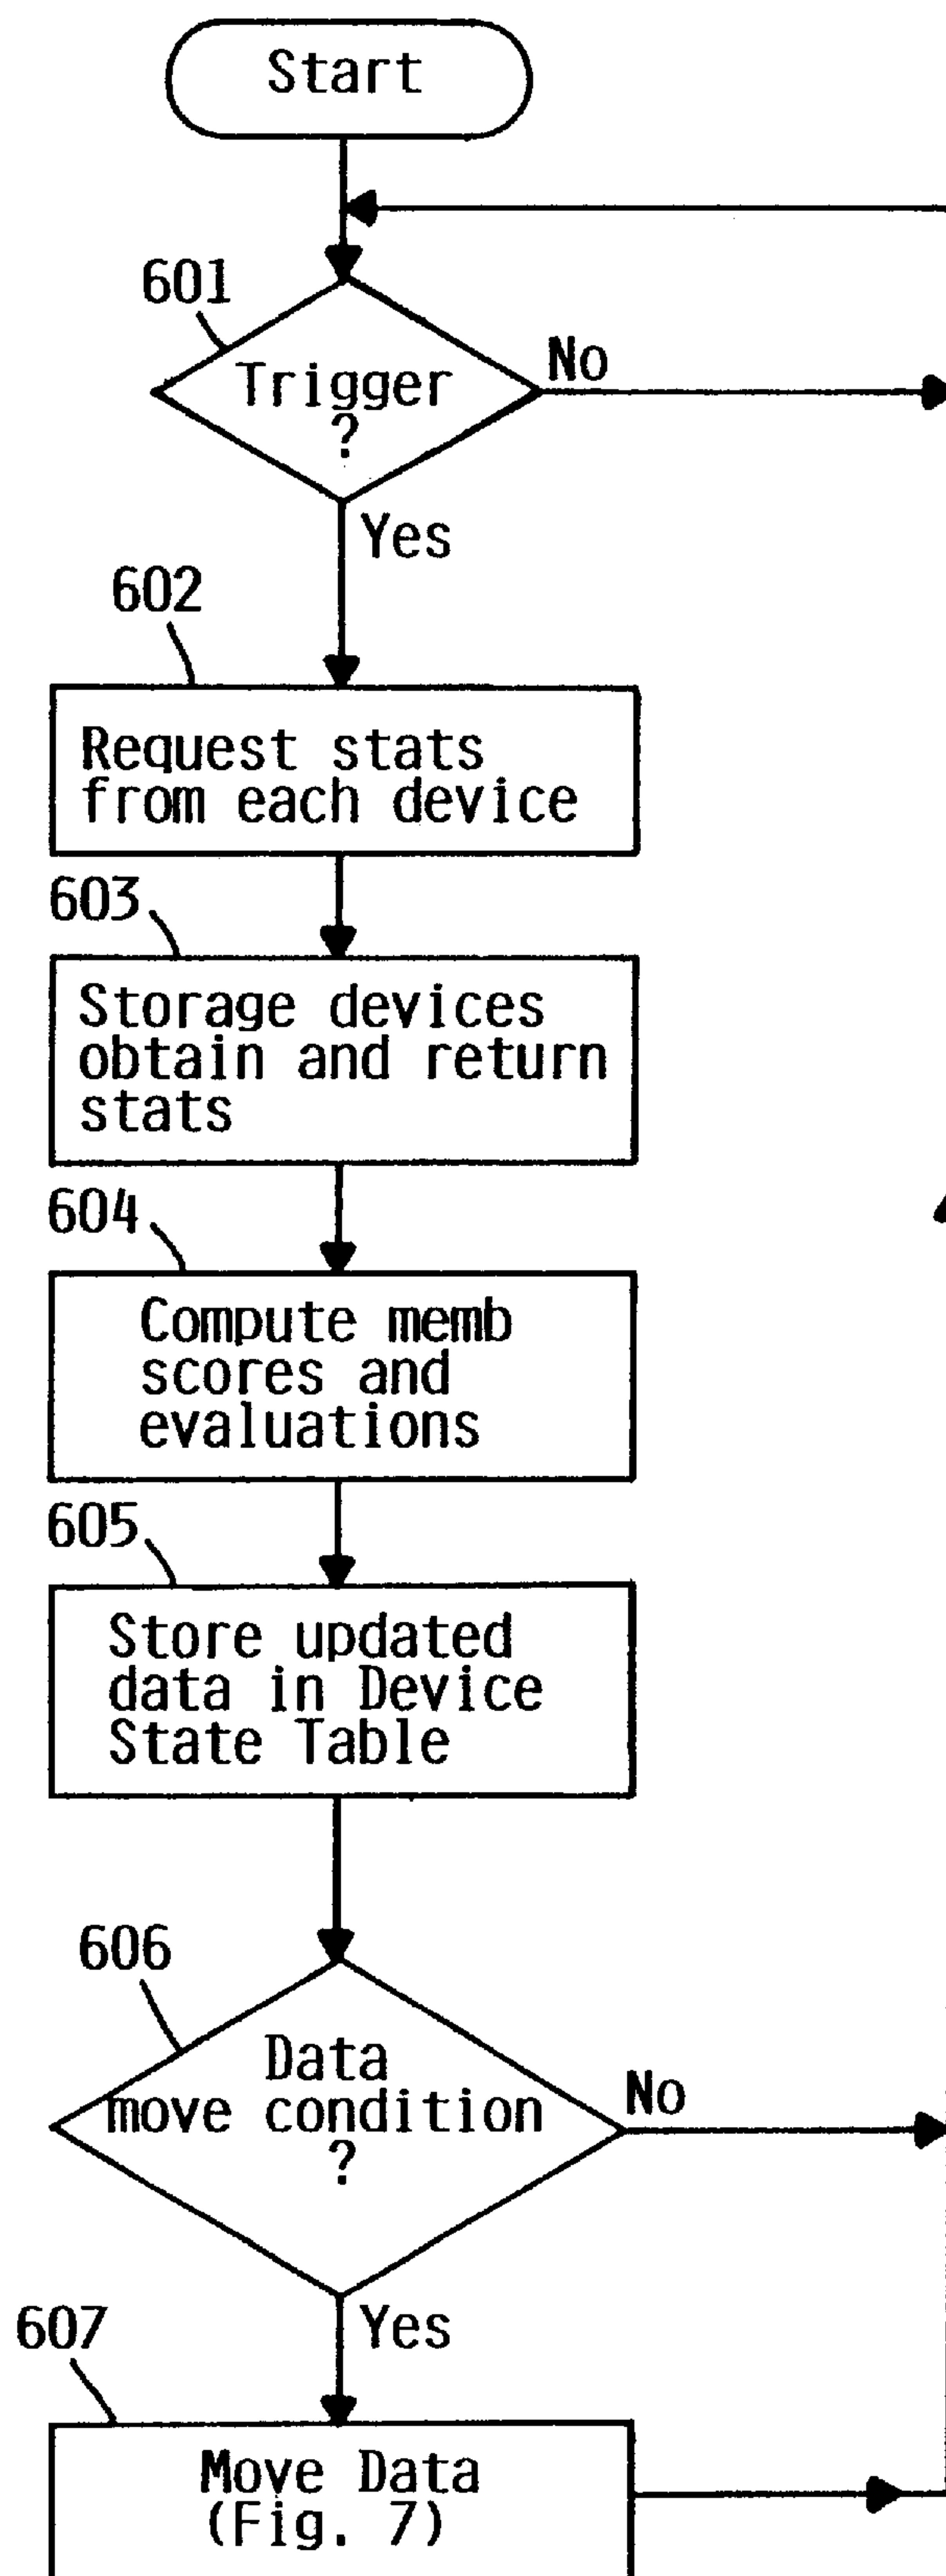 Start
601
Trigger
?
No
Yes
602
Request stats
from each device
603
Storage devices
obtain and return
stats
604
Compute memb
scores and
evaluations
605
Store updated
data in Device
State Table
606
Data
move condition
?
No
Yes
607
Move Data
(Fig. 7)